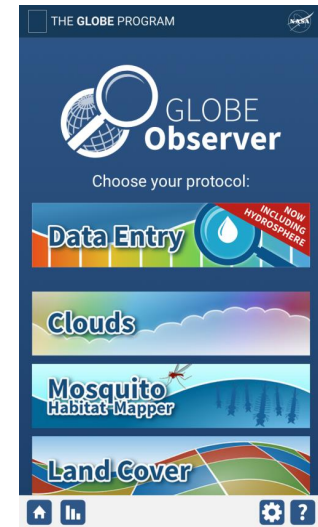 THE GLOBE PROGRAM
NASA
GLOBE
Observer
Choose your protocol:
Data Entry
NOW
INCLUDING
HYDROSPHERE
Clouds
Mosquito
Habitat Mapper
Land Cover
?